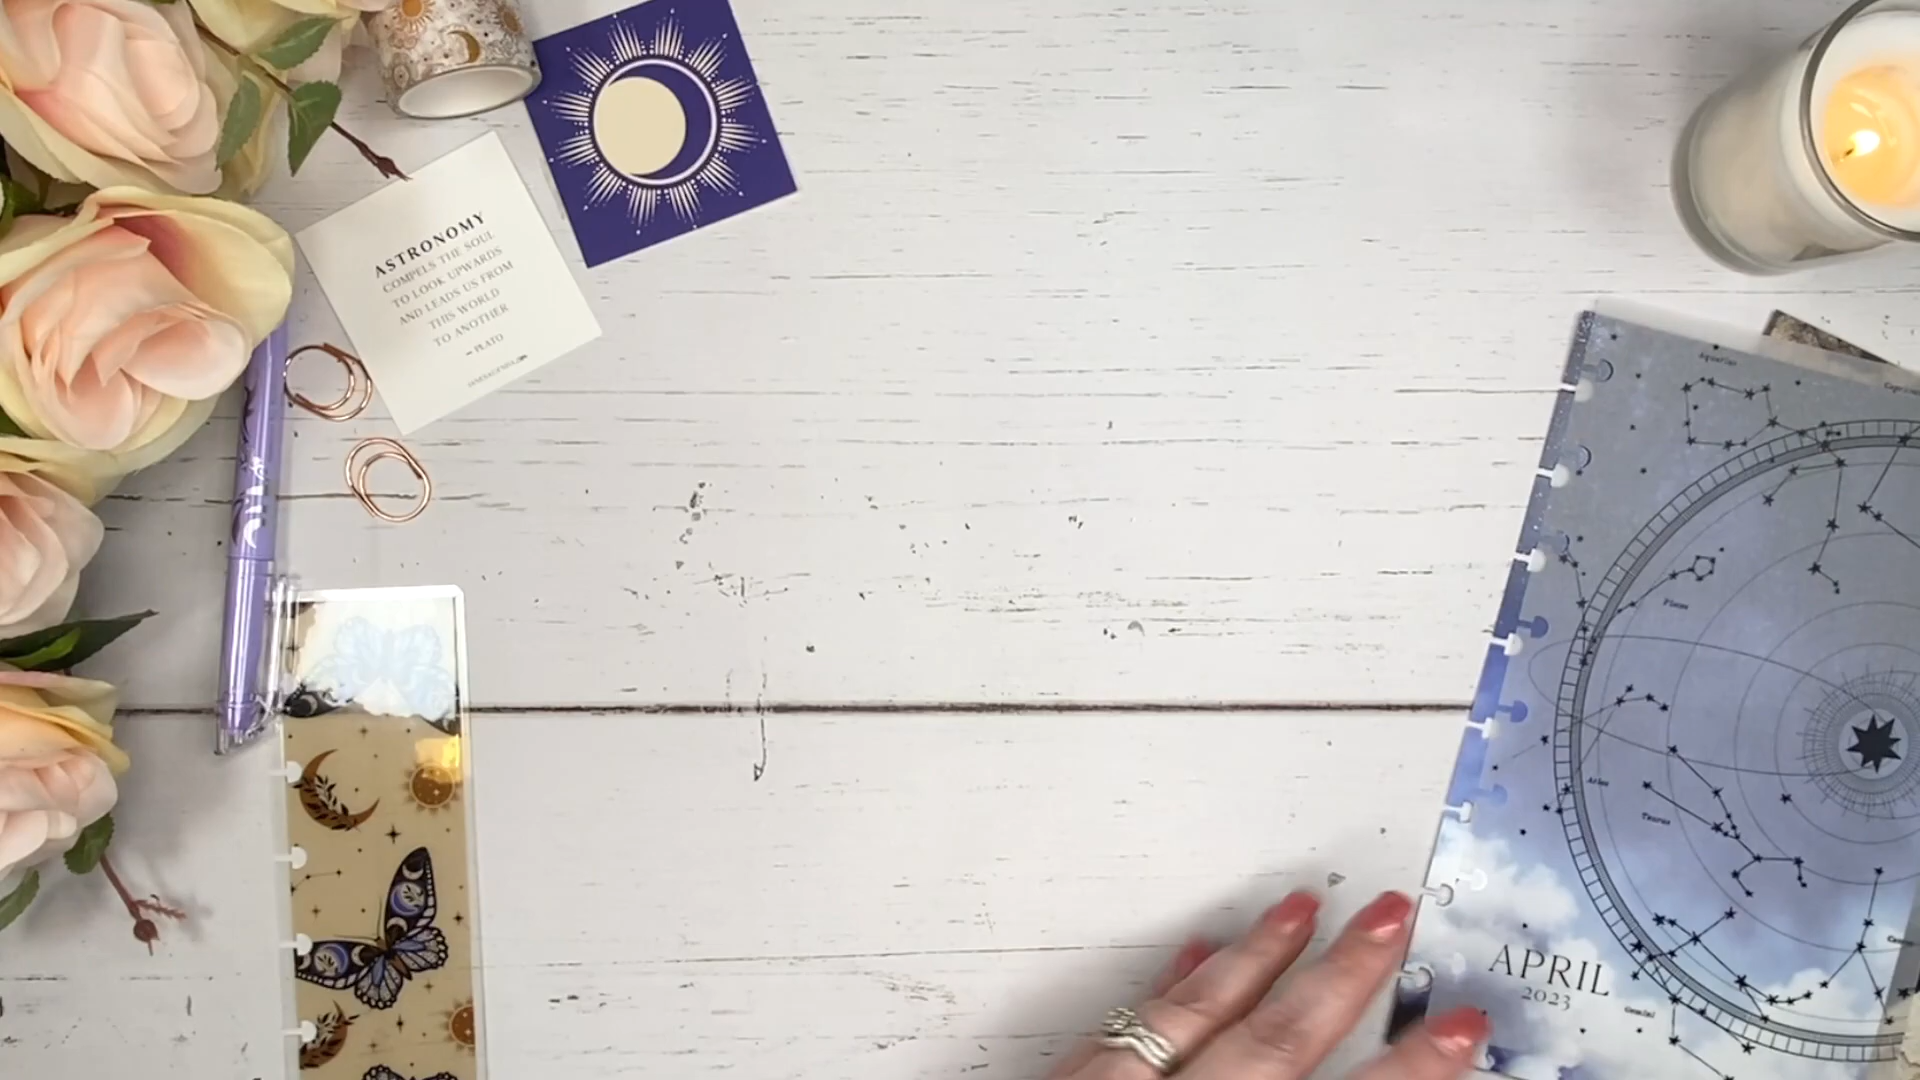 ASTRONOMY
COMPELS THE SOUL
TO LOOK UPWARDS
AND LEADS US FROM
THIS WORLD
TO ANOTHER
– PLATO
Aquarius
Pisces
Aries
Taurus
APRIL
2023
Gemini